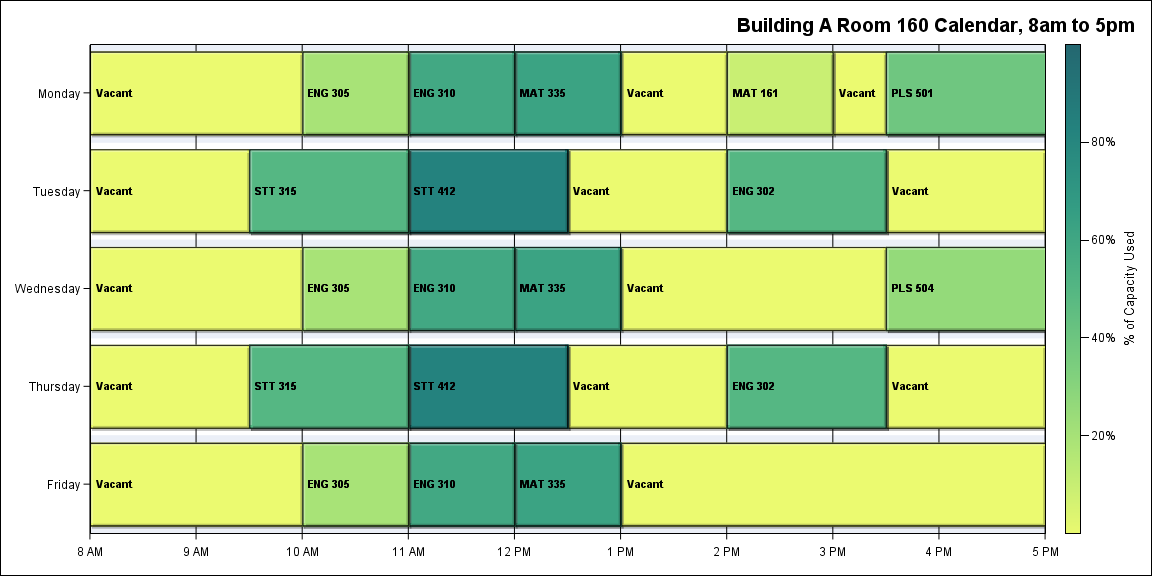 Building A Room 160 Calendar, 8am to 5pm
Monday
Vacant
ENG 305
ENG 310
MAT 335
Vacant
MAT 161
Vacant
PLS 501
Tuesday
Vacant
STT 315
STT 412
Vacant
ENG 302
Vacant
Wednesday
Vacant
ENG 305
ENG 310
MAT 335
Vacant
PLS 504
Thursday
Vacant
STT 315
STT 412
Vacant
ENG 302
Vacant
Friday
Vacant
ENG 305
ENG 310
MAT 335
Vacant
8 AM
9 AM
10 AM
11 AM
12 PM
1 PM
2 PM
3 PM
4 PM
5 PM
80%
60%
40%
20%
% of Capacity Used